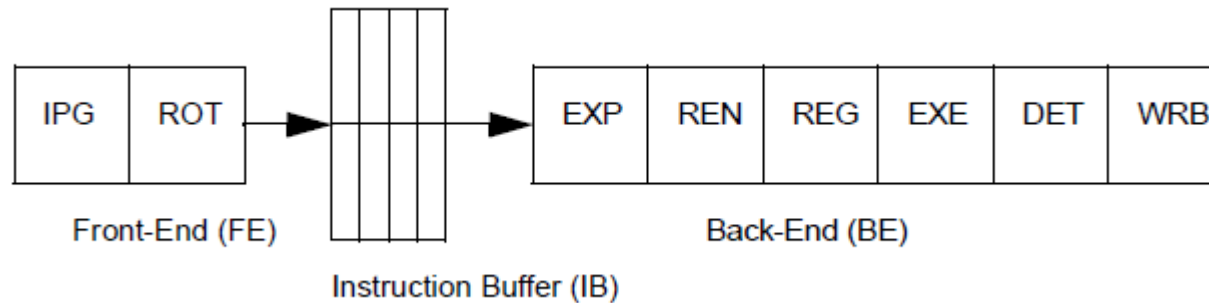 IPG ROT EXP REN REG EXE DET WRB
Front-End (FE) Back-End (BE)
Instruction Buffer (IB)